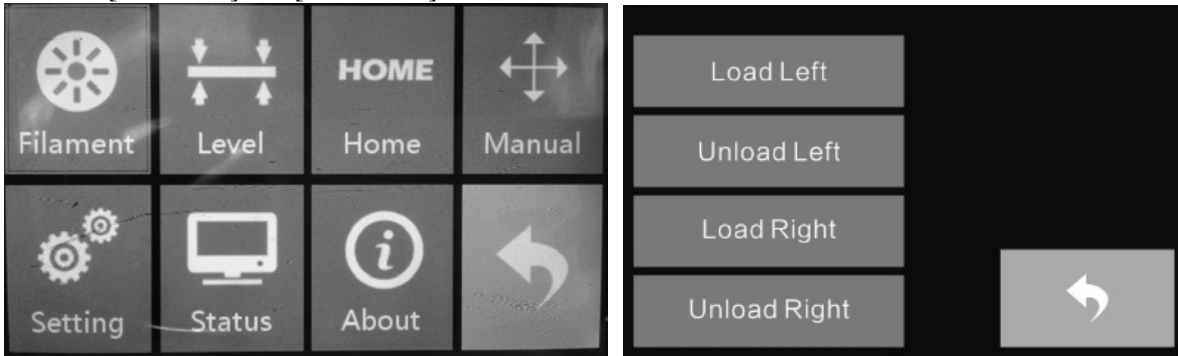 HOME
Filament Level Home Manual
Setting Status About
Load Left
Unload Left
Load Right
Unload Right